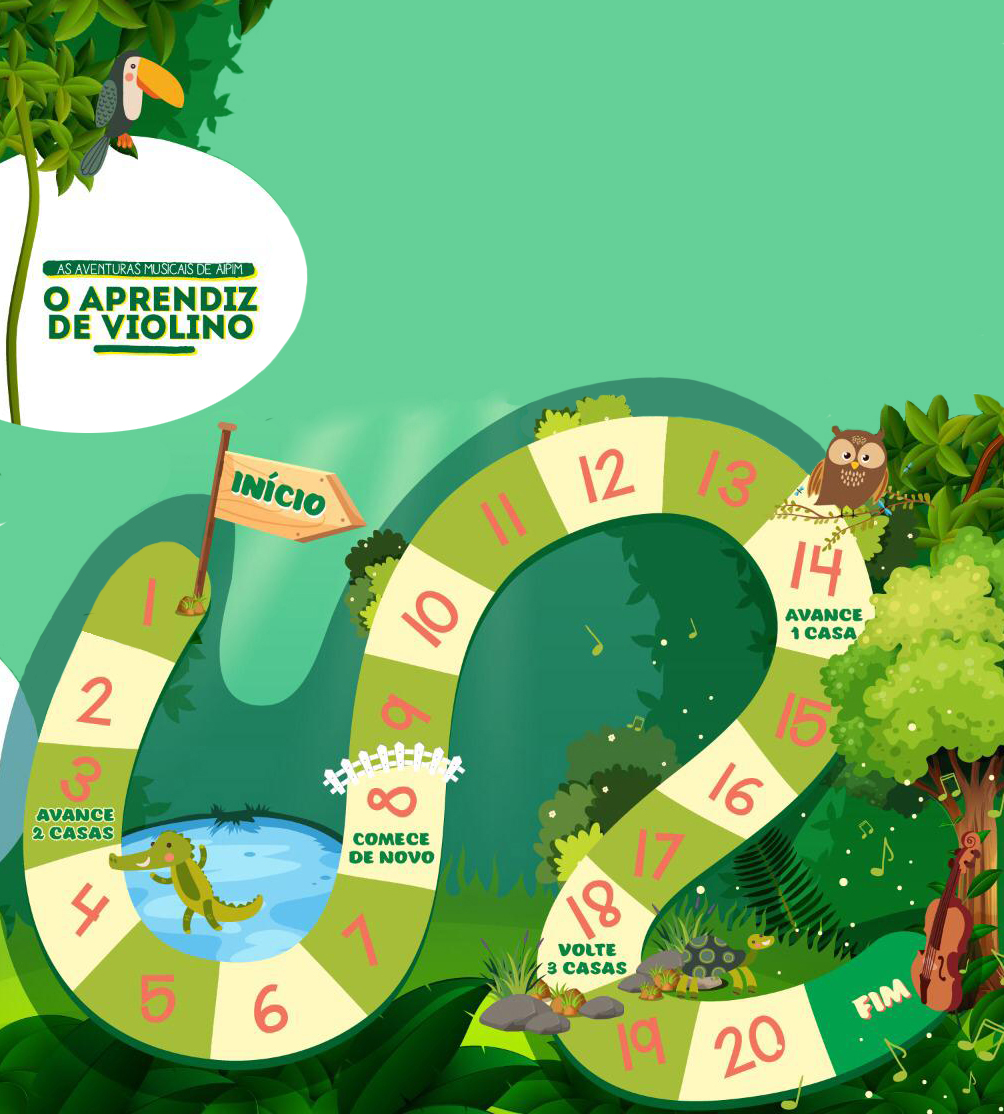 AS AVENTURAS MUSICAIS DE AIPIM
O APRENDIZ
DE VIOLINO
INÍCIO
1
2
3
AVANCE
2 CASAS
4
5
6
7
8
COMECE
DE NOVO
9
10
11
12
13
14
AVANCE
1 CASA
15
16
17
18
VOLTE
3 CASAS
19
20
FIM